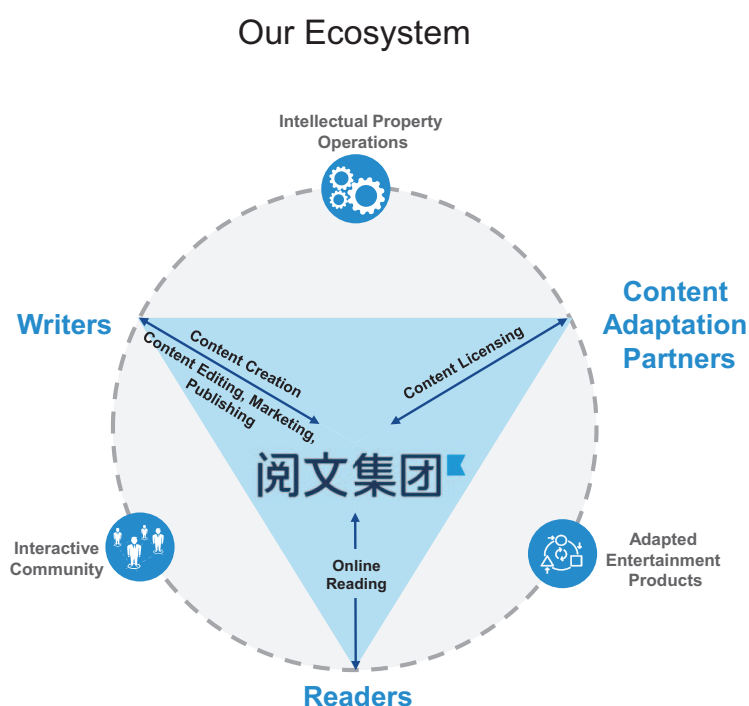 Our Ecosystem
Intellectual Property
Operations
Writers
Content
Adaptation
Partners
Content Creation
Content Editing, Marketing,
Publishing
Content Licensing
阅文集团
Interactive
Community
Online
Reading
Adapted
Entertainment
Products
Readers